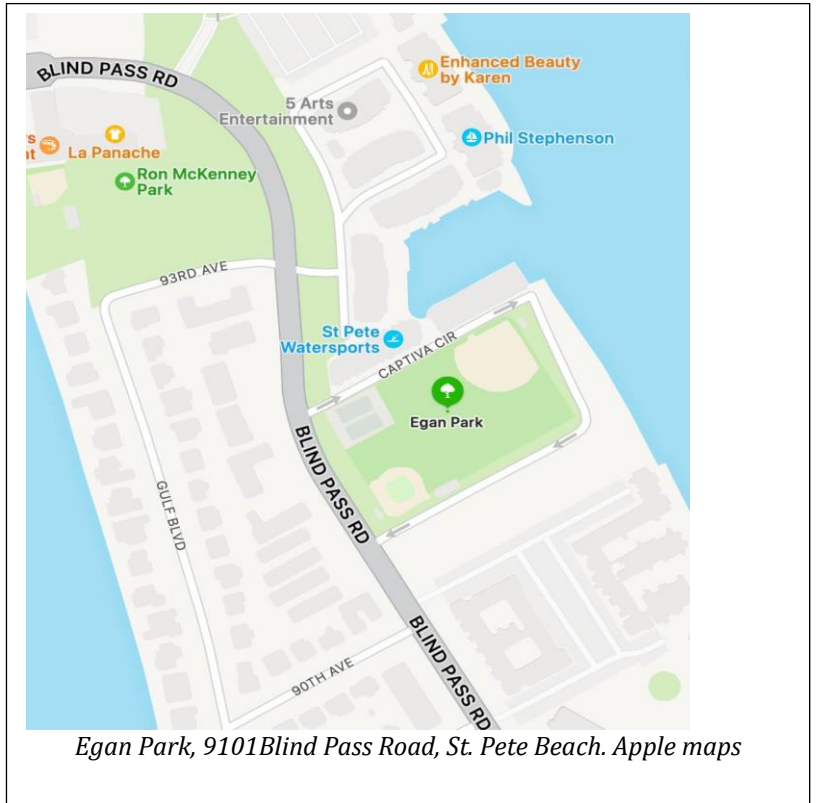 BLIND PASS RD
Enhanced Beauty
by Karen
5 Arts
Entertainment
Phil Stephenson
La Panache
Ron McKenney
Park
93RD AVE
St Pete
Watersports
CAPTIVA CIR
Egan Park
BLIND PASS RD
GULF BLVD
BLIND PASS RD
90TH AVE
Egan Park, 9101Blind Pass Road, St. Pete Beach. Apple maps